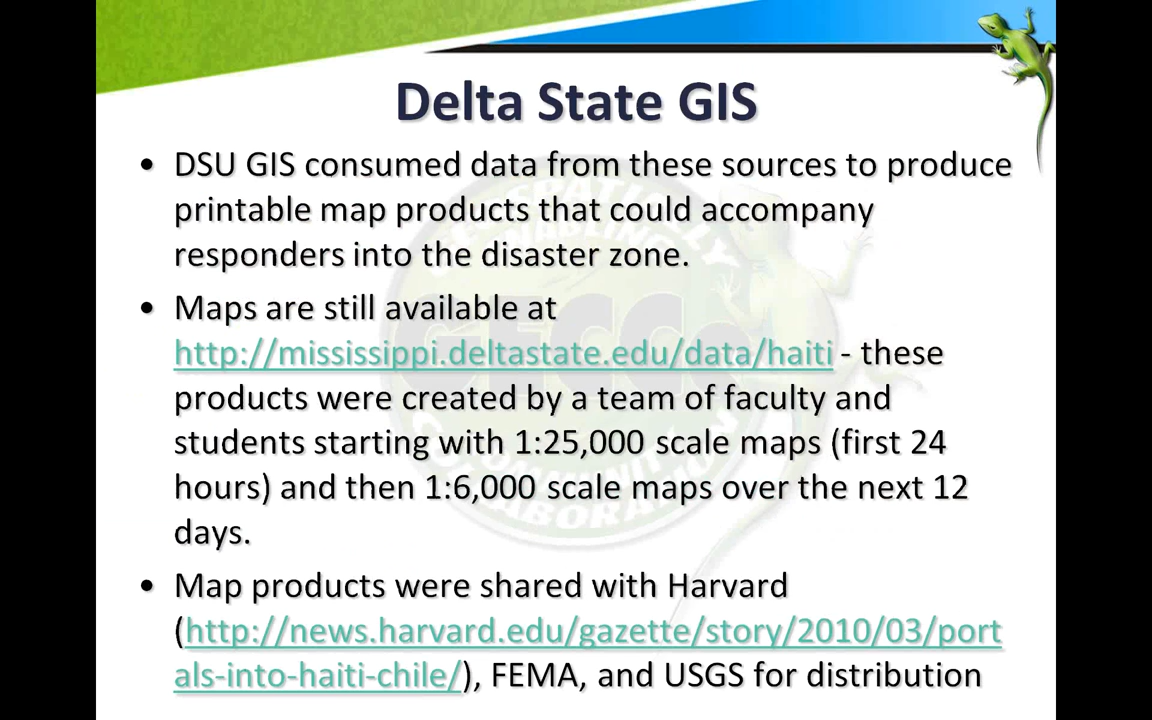 Delta State GIS
• DSU GIS consumed data from these sources to produce
printable map products that could accompany
responders into the disaster zone.
• Maps are still available at
http://mississippi.deltastate.edu/data/haiti - these
products were created by a team of faculty and
students starting with 1:25,000 scale maps (first 24
hours) and then 1:6,000 scale maps over the next 12
days.
• Map products were shared with Harvard
(http://news.harvard.edu/gazette/story/2010/03/port
als-into-haiti-chile/), FEMA, and USGS for distribution